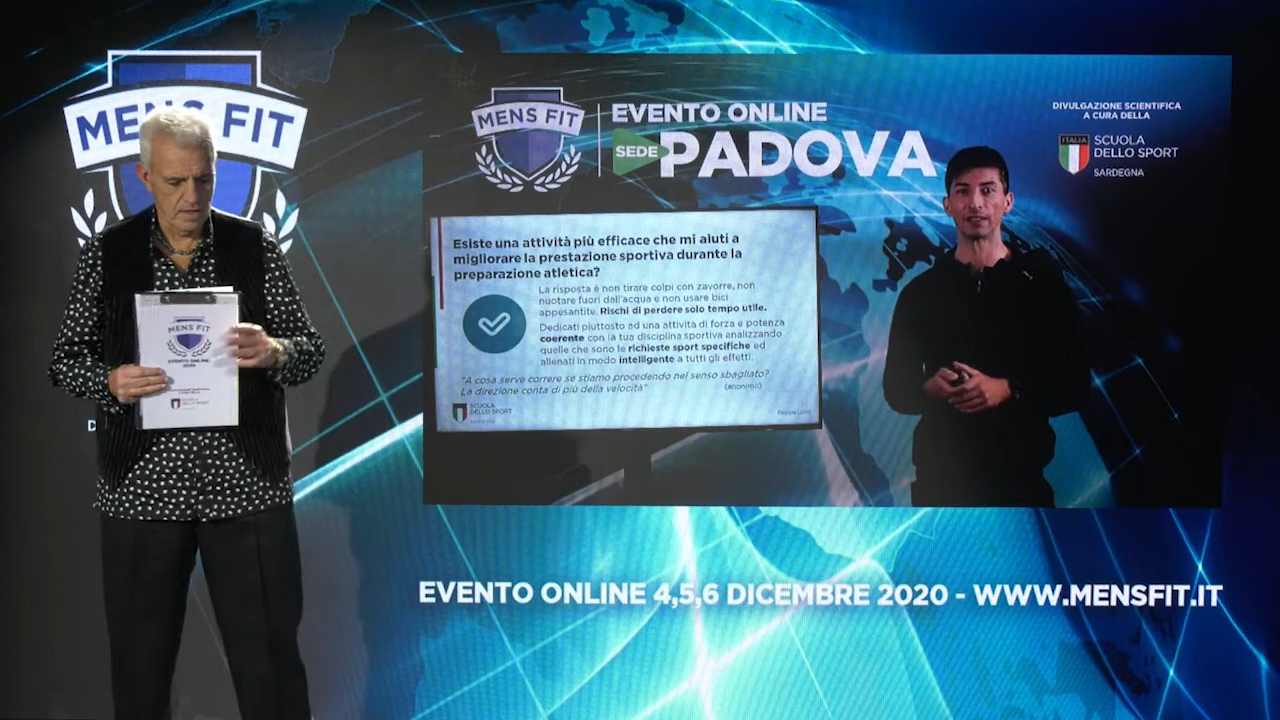 MENS FIT
MENS FIT
EVENTO ONLINE
SEDE PADOVA
DIVULGAZIONE SCIENTIFICA
A CURA DELLA
ITALIA
SCUOLA
DELLO SPORT
SARDEGNA
Esiste una attività più efficace che mi aiuti a
migliorare la prestazione sportiva durante la
preparazione atletica?
La risposta è non tirare colpi con zavorre, non
nuotare fuori dall'acqua e non usare bici
appesantite. Rischi di perdere solo tempo utile.
Dedicati piuttosto ad una attività di forza e potenza
coerente con la tua disciplina sportiva analizzando
quelle che sono le richieste sport specifiche ed
allenati in modo intelligente a tutti gli effetti.
"A cosa serve correre se stiamo procedendo nel senso sbagliato?
La direzione conta di più della velocità"
(anonimo)
SCUOLA
DELLO SPORT
MENS FIT
EVENTO ONLINE
2020
SCUOLA
DELLO SPORT
EVENTO ONLINE 4,5,6 DICEMBRE 2020 - WWW.MENSFIT.IT